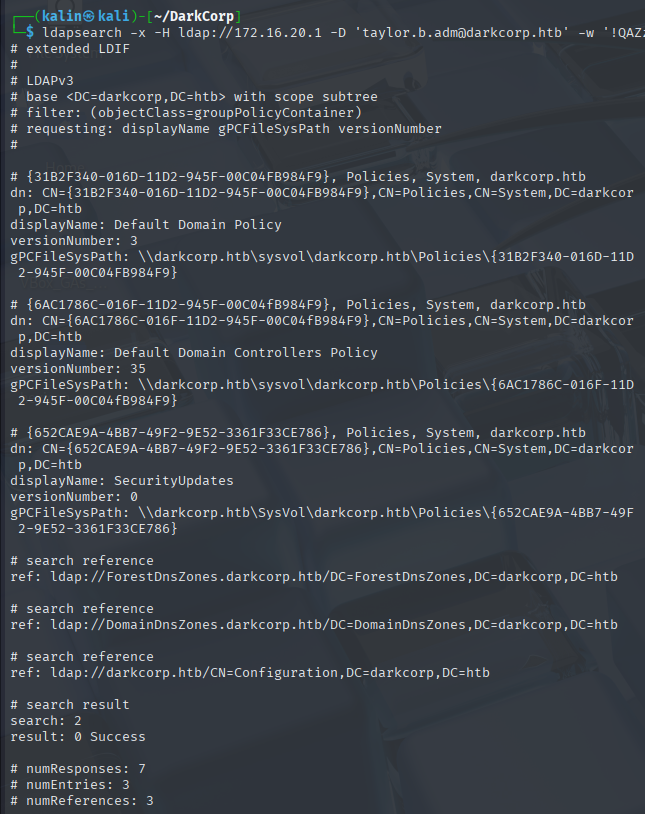 ┌──(kalin㉿kali)-[~/DarkCorp]
└─$ ldapsearch -x -H ldap://172.16.20.1 -D 'taylor.b.adm@darkcorp.htb' -w '!QAZ
# extended LDIF
#
# LDAPv3
# base <DC=darkcorp,DC=htb> with scope subtree
# filter: (objectClass=groupPolicyContainer)
# requesting: displayName gPCFileSysPath versionNumber
#
# {31B2F340-016D-11D2-945F-00C04FB984F9}, Policies, System, darkcorp.htb
dn: CN={31B2F340-016D-11D2-945F-00C04FB984F9},CN=Policies,CN=System,DC=darkcor
 p,DC=htb
displayName: Default Domain Policy
versionNumber: 3
gPCFileSysPath: \\darkcorp.htb\sysvol\darkcorp.htb\Policies\{31B2F340-016D-11D
 2-945F-00C04FB984F9}
# {6AC1786C-016F-11D2-945F-00C04fB984F9}, Policies, System, darkcorp.htb
dn: CN={6AC1786C-016F-11D2-945F-00C04fB984F9},CN=Policies,CN=System,DC=darkcor
 p,DC=htb
displayName: Default Domain Controllers Policy
versionNumber: 35
gPCFileSysPath: \\darkcorp.htb\sysvol\darkcorp.htb\Policies\{6AC1786C-016F-11D
 2-945F-00C04fB984F9}
# {652CAE9A-4BB7-49F2-9E52-3361F33CE786}, Policies, System, darkcorp.htb
dn: CN={652CAE9A-4BB7-49F2-9E52-3361F33CE786},CN=Policies,CN=System,DC=darkcor
 p,DC=htb
displayName: SecurityUpdates
versionNumber: 0
gPCFileSysPath: \\darkcorp.htb\SysVol\darkcorp.htb\Policies\{652CAE9A-4BB7-49F
 2-9E52-3361F33CE786}
# search reference
ref: ldap://ForestDnsZones.darkcorp.htb/DC=ForestDnsZones,DC=darkcorp,DC=htb
# search reference
ref: ldap://DomainDnsZones.darkcorp.htb/DC=DomainDnsZones,DC=darkcorp,DC=htb
# search reference
ref: ldap://darkcorp.htb/CN=Configuration,DC=darkcorp,DC=htb
# search result
search: 2
result: 0 Success
# numResponses: 7
# numEntries: 3
# numReferences: 3